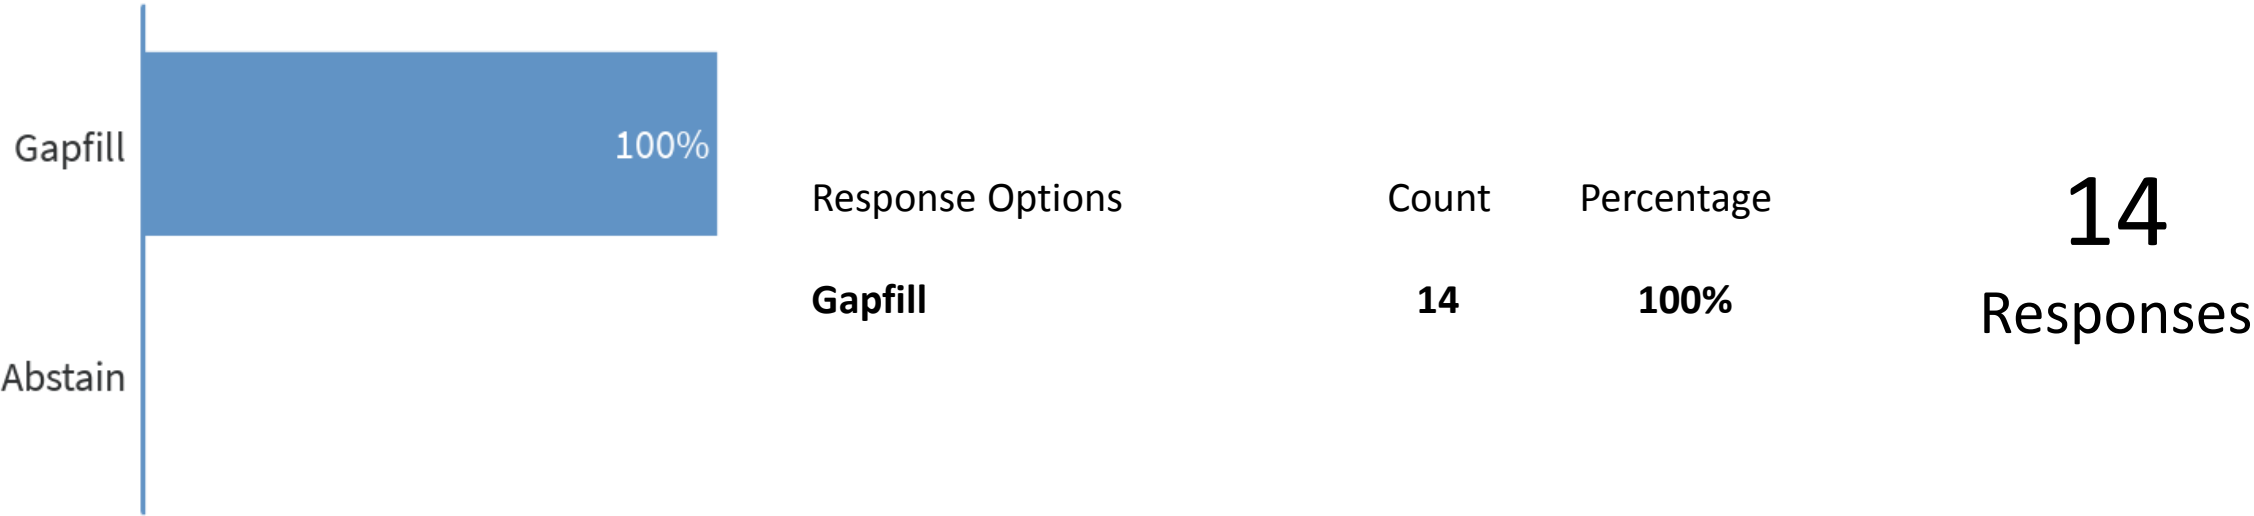 Gapfill
100%
Abstain
Response Options Count Percentage
Gapfill 14 100%
14
Responses